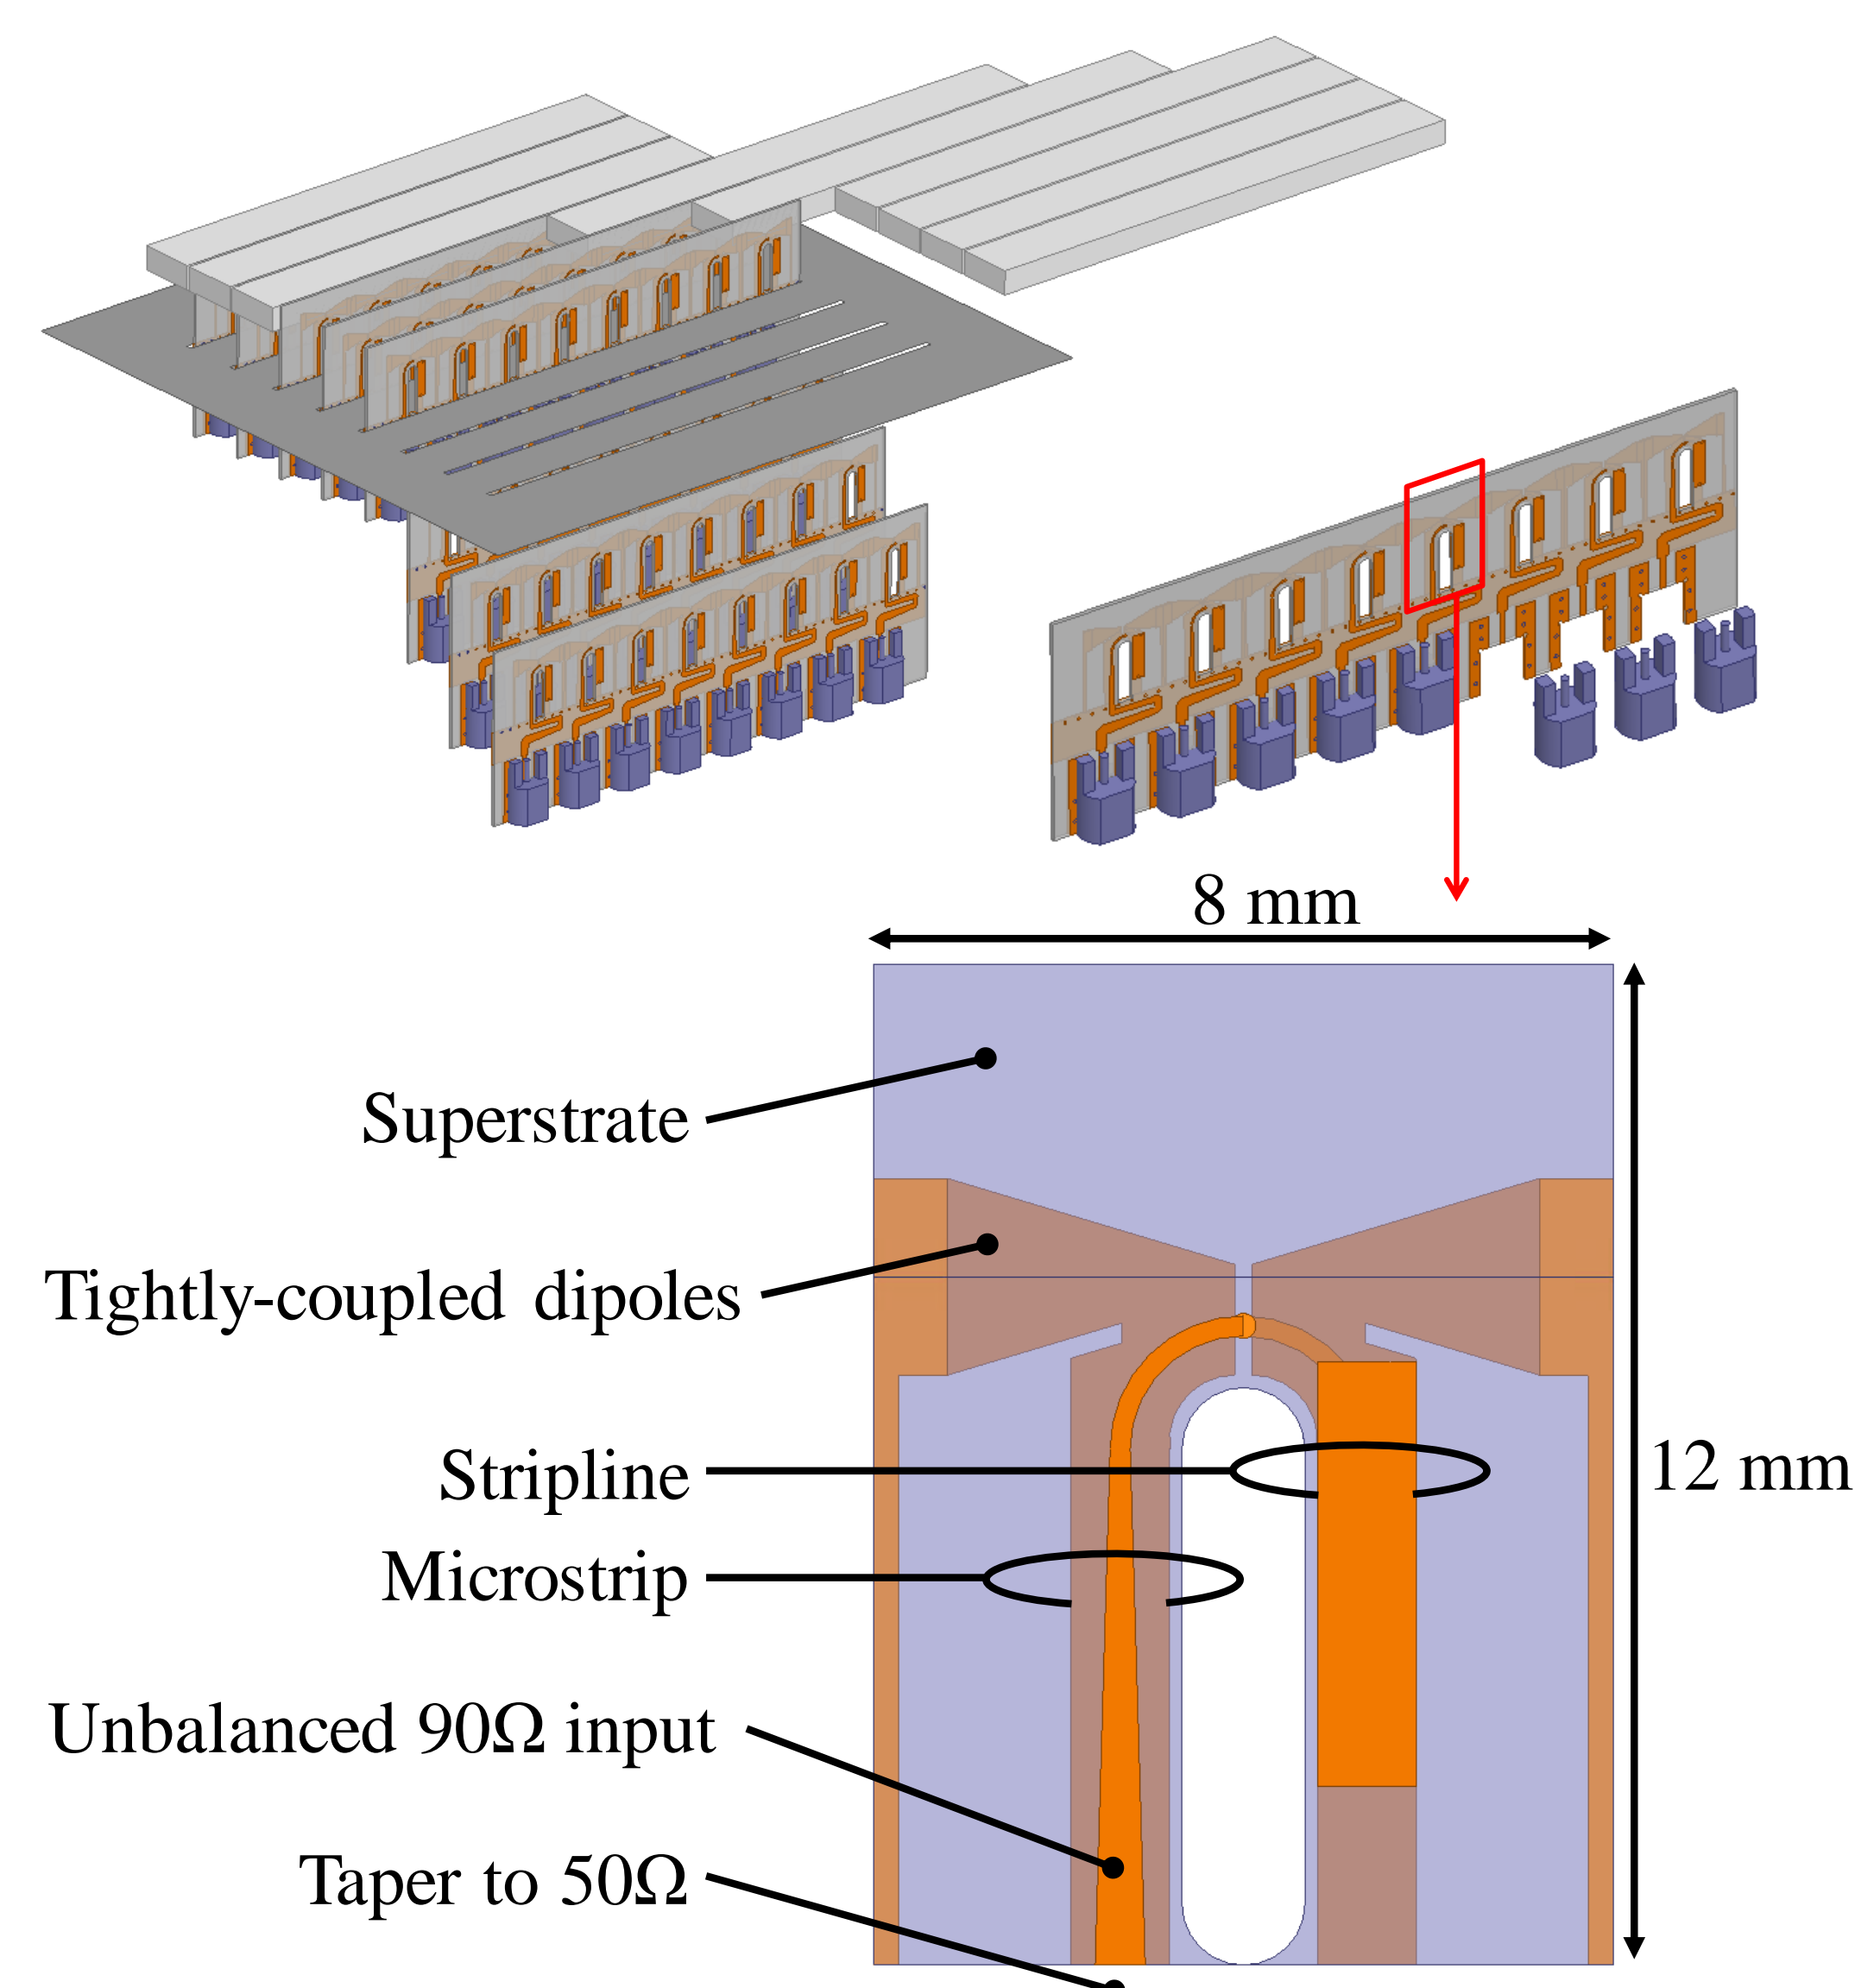 8 mm
Superstrate
Tightly-coupled dipoles
Stripline
12 mm
Microstrip
Unbalanced 90Ω input
Taper to 50Ω